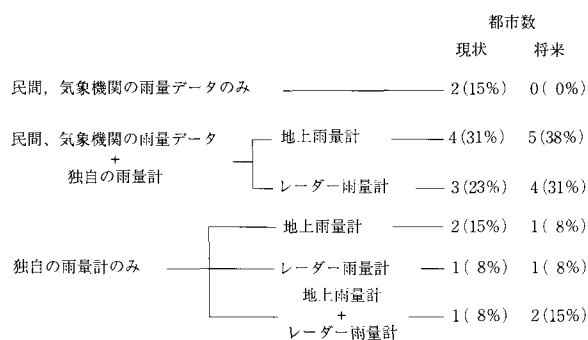 都市数
現状 将来
民間,気象機関の雨量データのみ 2(15%) 0( 0%)
民間、気象機関の雨量データ 地上雨量計 4(31%) 5(38%)
+
独自の雨量計
レーダー雨量計 3(23%) 4(31%)
地上雨量計 2(15%) 1( 8%)
独自の雨量計のみ レーダー雨量計 1( 8%) 1( 8%)
地上雨量計
+ 1( 8%) 2(15%)
レーダー雨量計